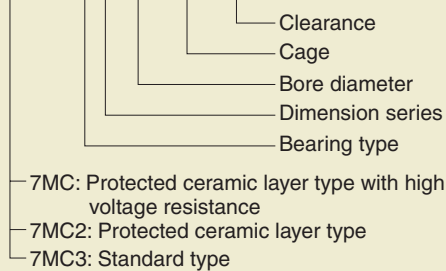 Clearance
Cage
Bore diameter
Dimension series
Bearing type
7MC: Protected ceramic layer type with high
voltage resistance
7MC2: Protected ceramic layer type
7MC3: Standard type